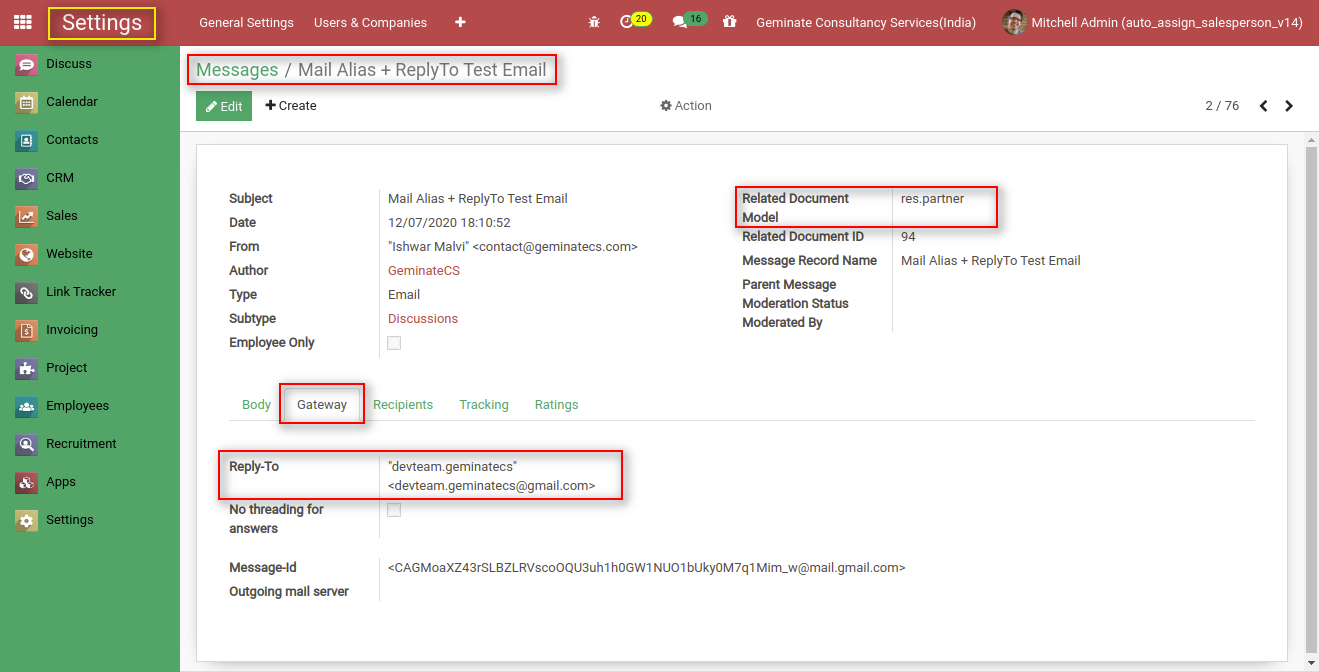 Settings
General Settings
Users & Companies
20
16
Geminate Consultancy Services(India)
Mitchell Admin (auto_assign_salesperson_v14)
Discuss
Calendar
Contacts
CRM
Sales
Website
Link Tracker
Invoicing
Project
Employees
Recruitment
Apps
Settings
Messages / Mail Alias + ReplyTo Test Email
Edit
Create
Action
2 / 76
Subject Mail Alias + ReplyTo Test Email
Date 12/07/2020 18:10:52
From "Ishwar Malvi" <contact@geminatecs.com>
Author GeminateCS
Type Email
Subtype Discussions
Employee Only
Related Document res.partner
Model
Related Document ID 94
Message Record Name Mail Alias + ReplyTo Test Email
Parent Message
Moderation Status
Moderated By
Body Gateway Recipients Tracking Ratings
Reply-To "devteam.geminatecs"
<devteam.geminatecs@gmail.com>
No threading for
answers
Message-Id <CAGMoaXZ43rSLBZLRVscoOQU3uh1h0GW1NUO1bUky0M7q1Mim_w@mail.gmail.com>
Outgoing mail server